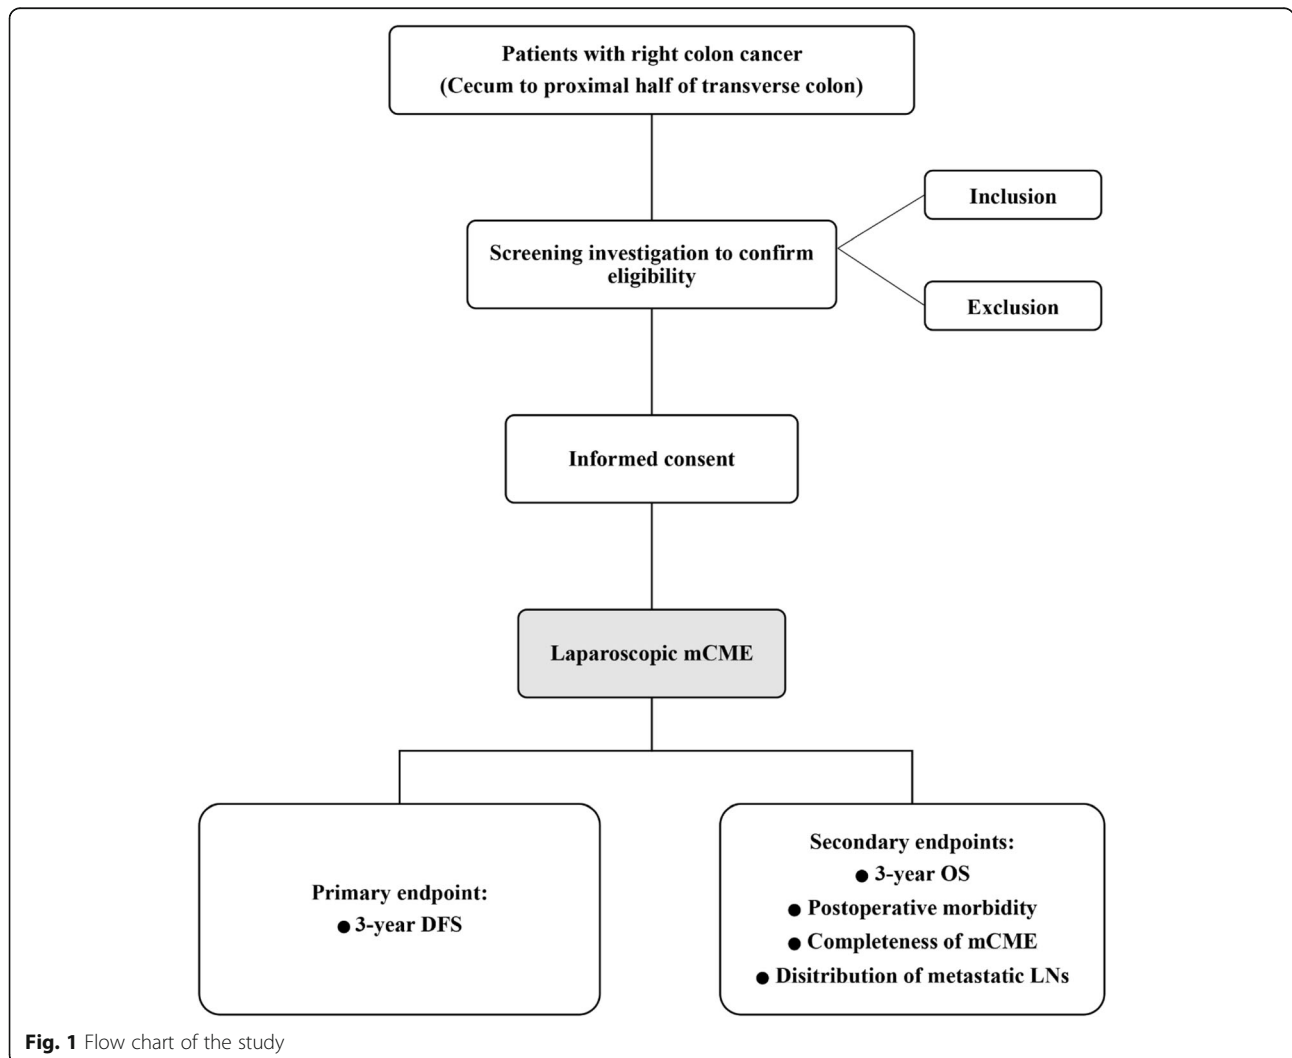 Patients with right colon cancer
(Cecum to proximal half of transverse colon)
Inclusion
Screening investigation to confirm
eligibility
Exclusion
Informed consent
Laparoscopic mCME
Primary endpoint:
● 3-year DFS
Secondary endpoints:
● 3-year OS
● Postoperative morbidity
● Completeness of mCME
● Disitribution of metastatic LNs
Fig. 1 Flow chart of the study